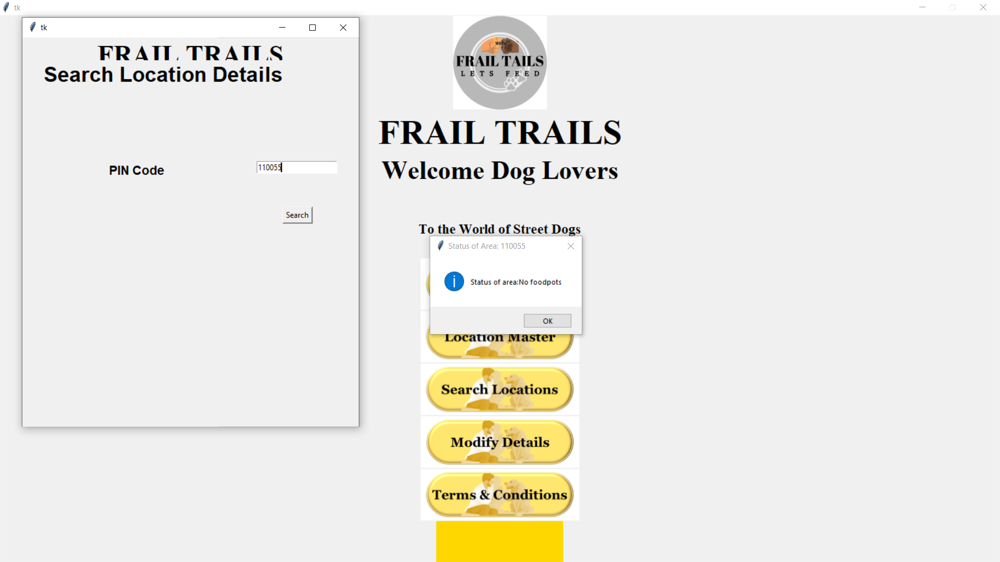 tk
tk
FRAIL TRAILS
Search Location Details
PIN Code
110055
Search
with
FRAIL TAILS
LETS FEED
FRAIL TRAILS
Welcome Dog Lovers
To the World of Street Dogs
Status of Area: 110055
Status of area:No foodpots
OK
Location Master
Search Locations
Modify Details
Terms & Conditions